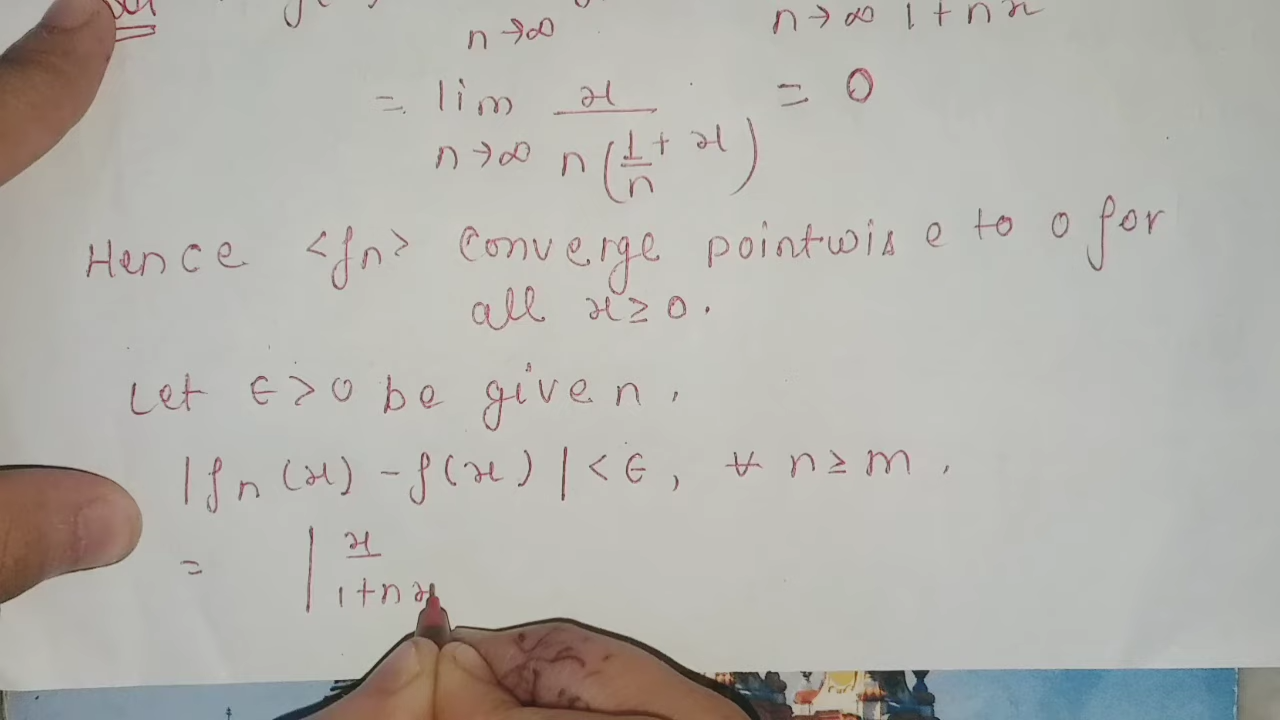 n→∞ n→∞ 1+nx
= lim x/n(1/n + x) = 0
n→∞
Hence <fn> Converge pointwise to 0 for
all x≥0.
Let ϵ>0 be given.
|fn(x) -f(x)|<ϵ, ∀ n≥m.
= | x/1+nx